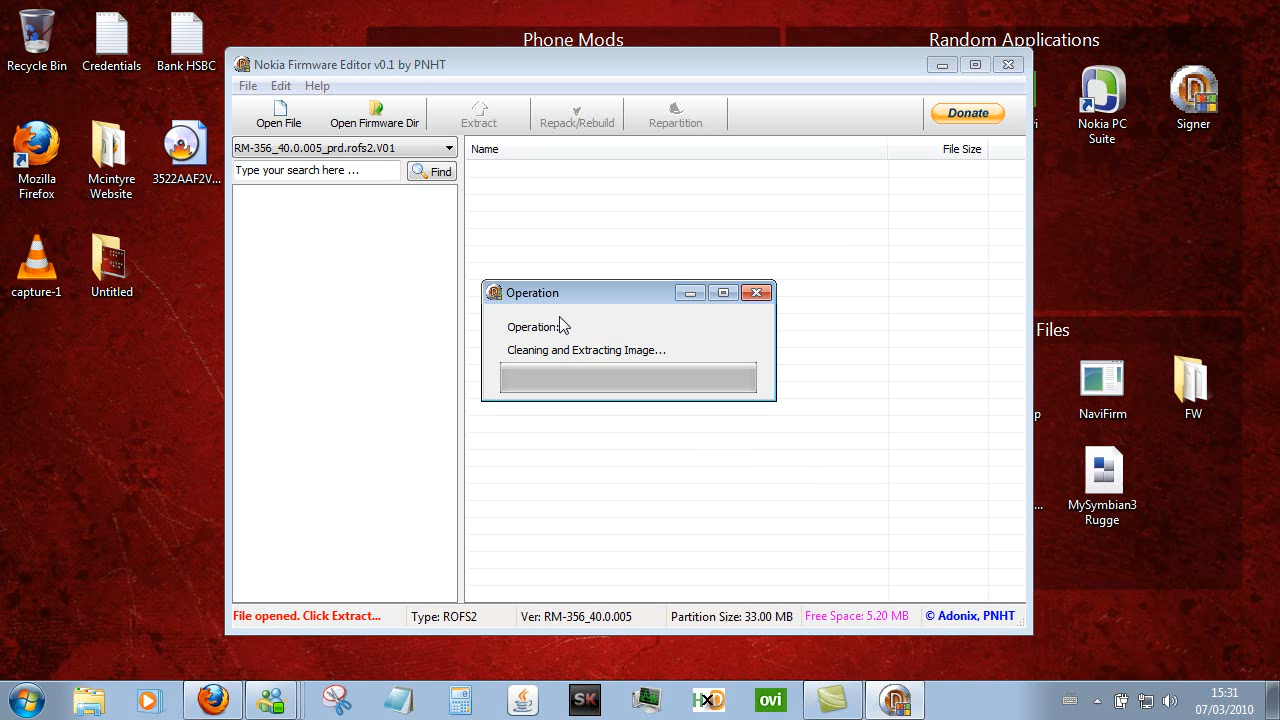 Phone Mods
Random Applications
Recycle Bin
Credentials
Bank HSBC
Mozilla
Firefox
Mcintyre
Website
3522AAF2V...
capture-1
Untitled
Nokia Firmware Editor v0.1 by PNHT
File Edit Help
Open File
Open Firmware Dir
Extract
Repack/Rebuild
Repartition
Donate
RM-356_40.0.005_prd.rofs2.V01
Type your search here ...
Find
Name
File Size
Operation
Operation:
Cleaning and Extracting Image...
File opened. Click Extract...
Type: ROFS2
Ver: RM-356_40.0.005
Partition Size: 33.00 MB
Free Space: 5.20 MB
© Adonix, PNHT
Nokia PC
Suite
Signer
Files
NaviFirm
FW
MySymbian3
Rugge
SK
HxD
ovi
15:31
07/03/2010